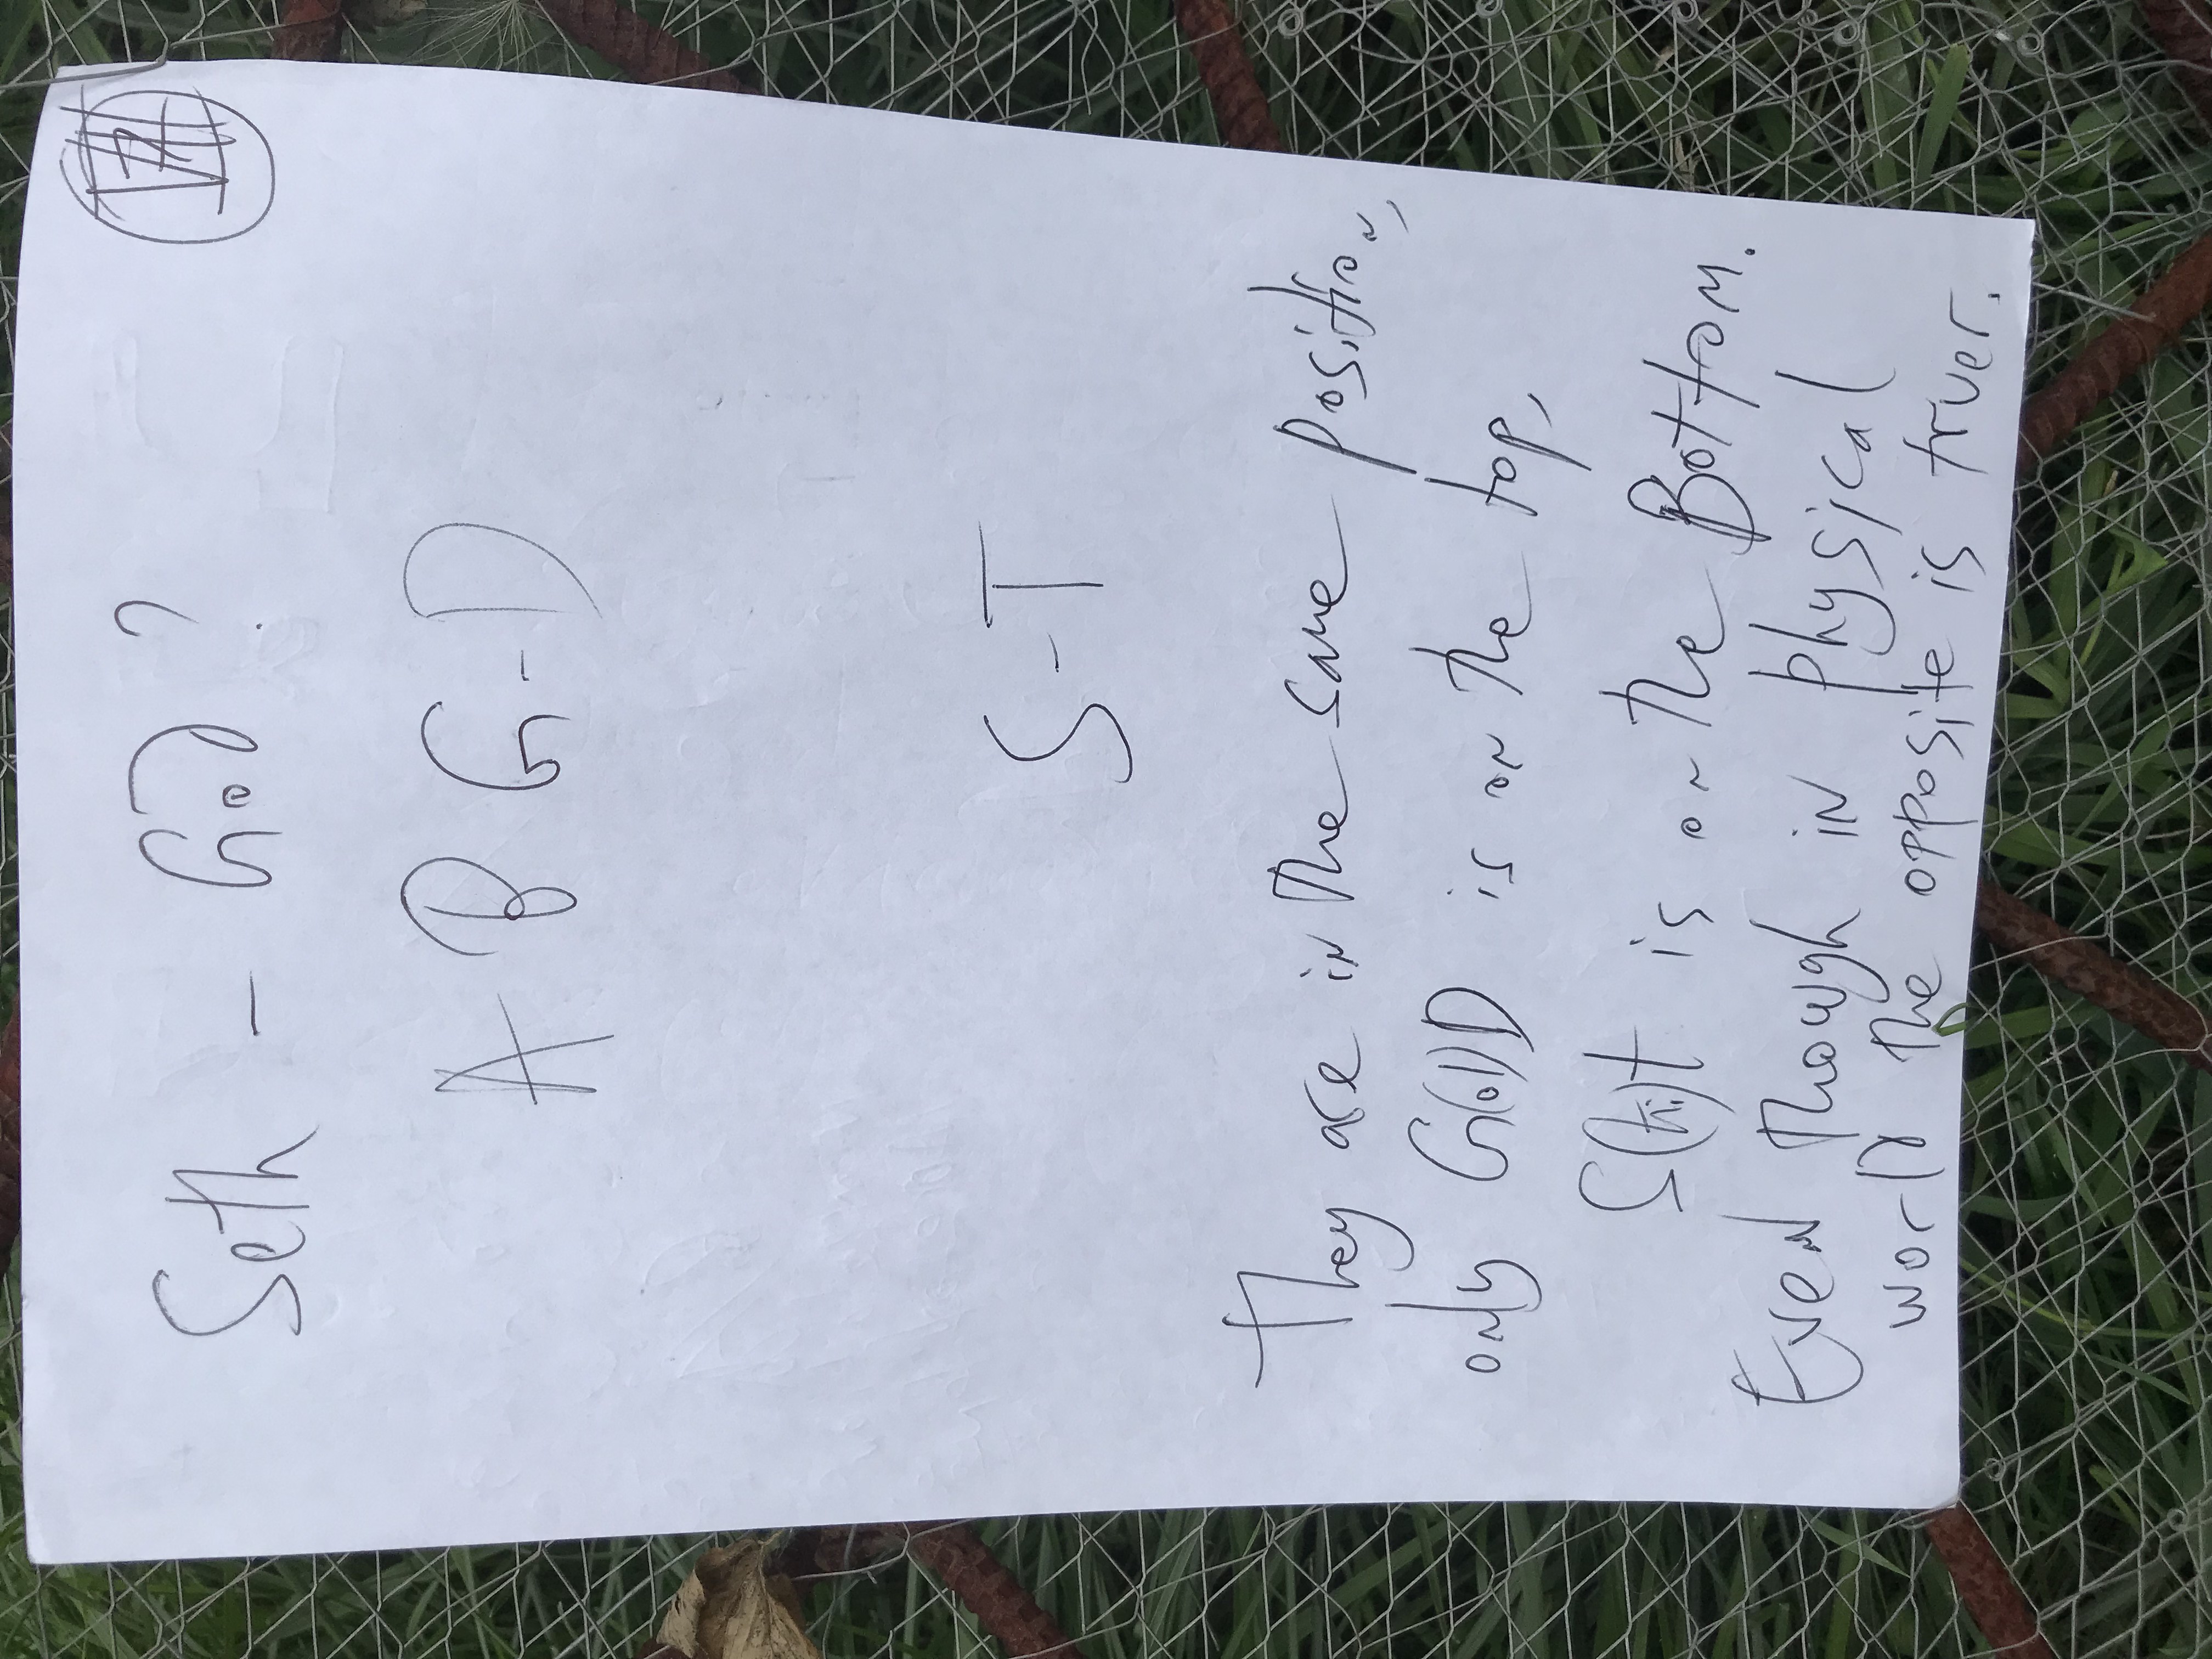 Seth - GOD ?
A B G-D
S-T
They are in the same position,
only G(o)D is on the top,
is on the Bottom.
Even though in physical
world the opposite is truer.